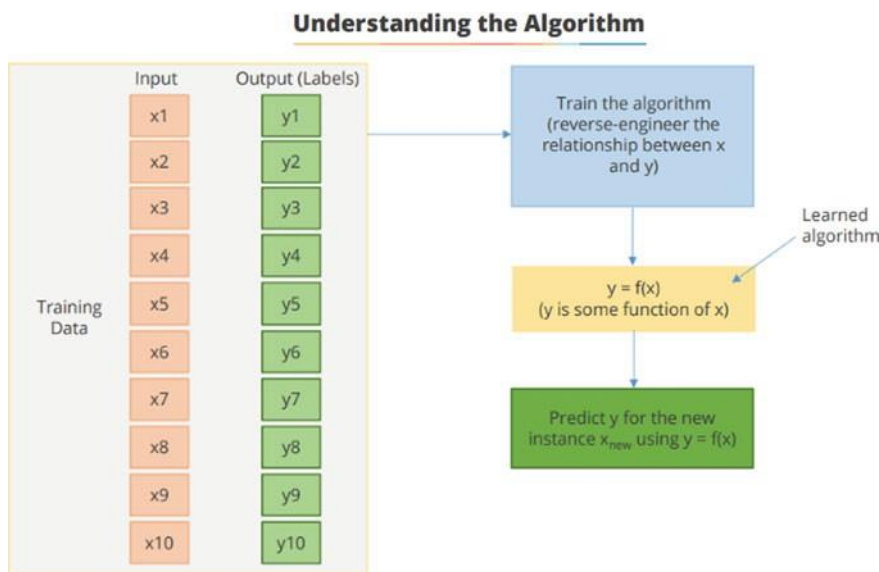 Understanding the Algorithm
Input
Output (Labels)
Training
Data
x1
y1
x2
y2
x3
y3
x4
y4
x5
y5
x6
y6
x7
y7
x8
y8
x9
y9
x10
y10
Train the algorithm
(reverse-engineer the
relationship between x
and y)
Learned
algorithm
y = f(x)
(y is some function of x)
Predict y for the new
instance xnew using y = f(x)